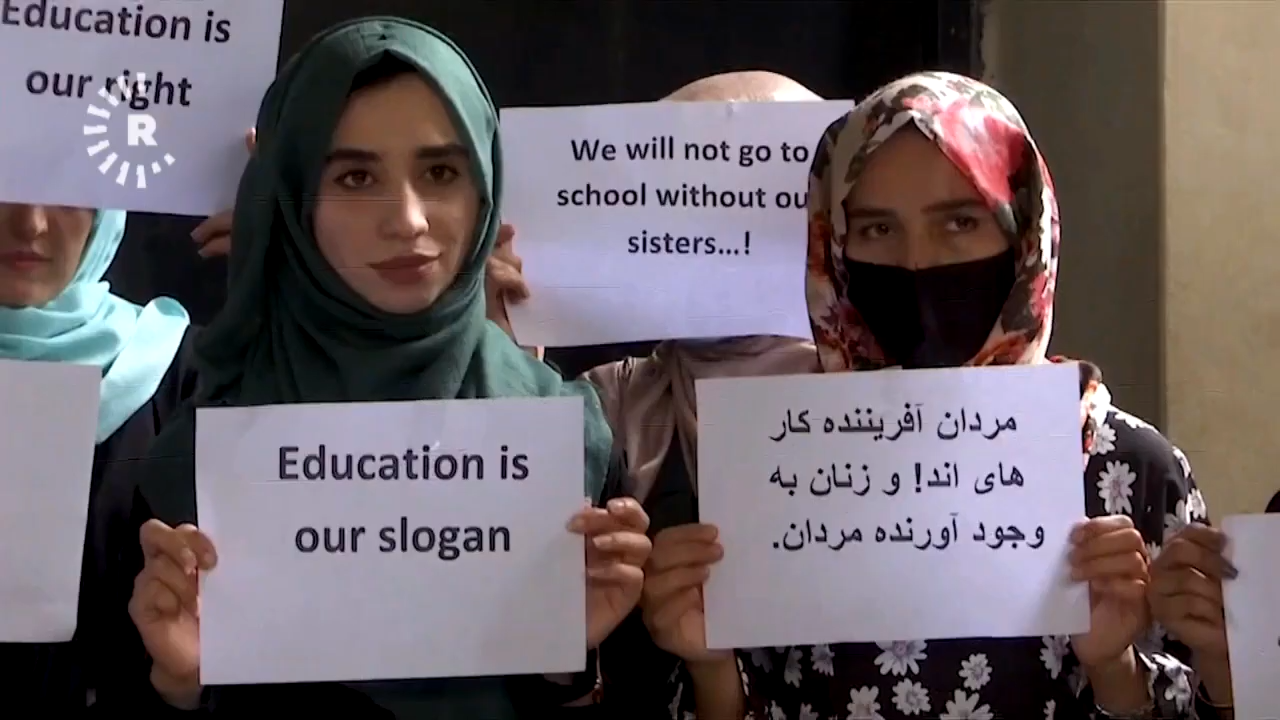 Education is
our right
R
We will not go to
school without ou
sisters...!
Education is
our slogan
مردان آفریننده کار
های اند! و زنان به
وجود آورنده مردان.